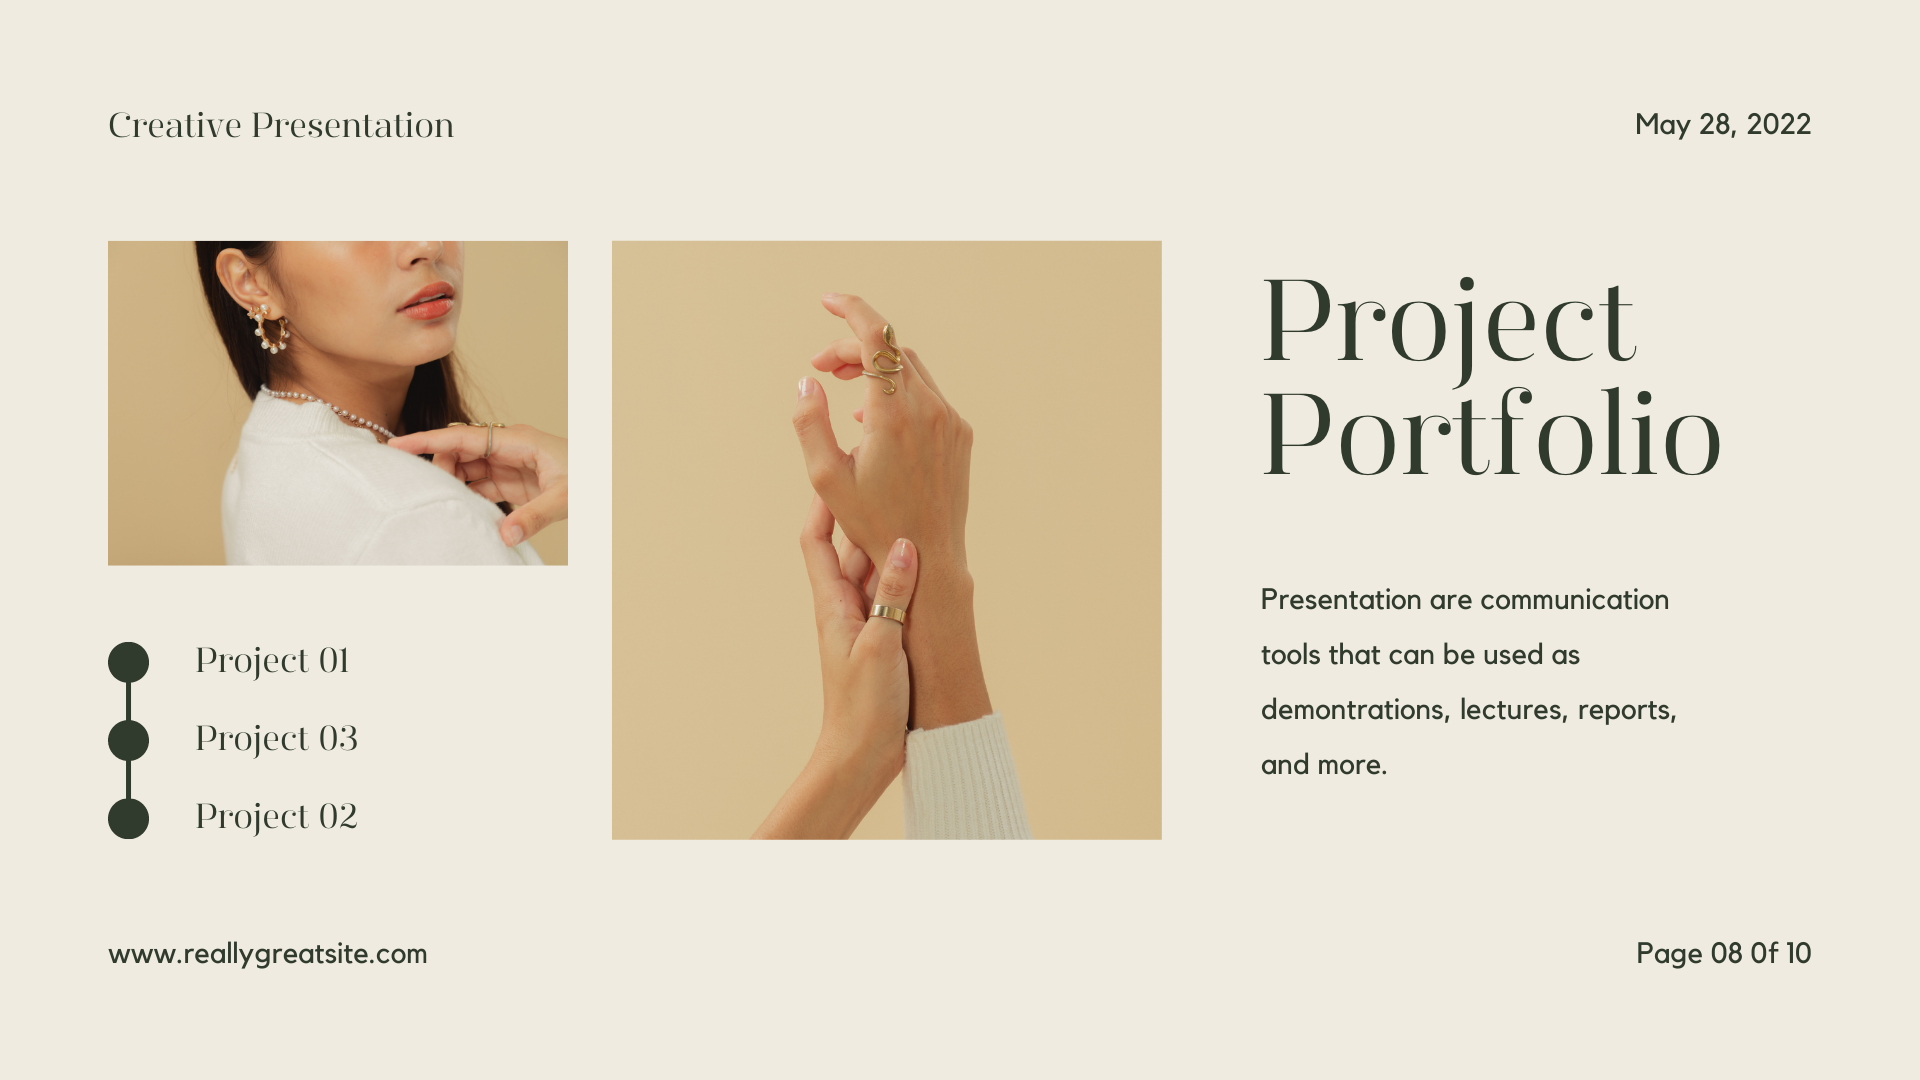 Creative Presentation
May 28, 2022
Project
Portfolio
Presentation are communication
tools that can be used as
demontrations, lectures, reports,
and more.
Project 01
Project 03
Project 02
www.reallygreatsite.com
Page 08 0f 10